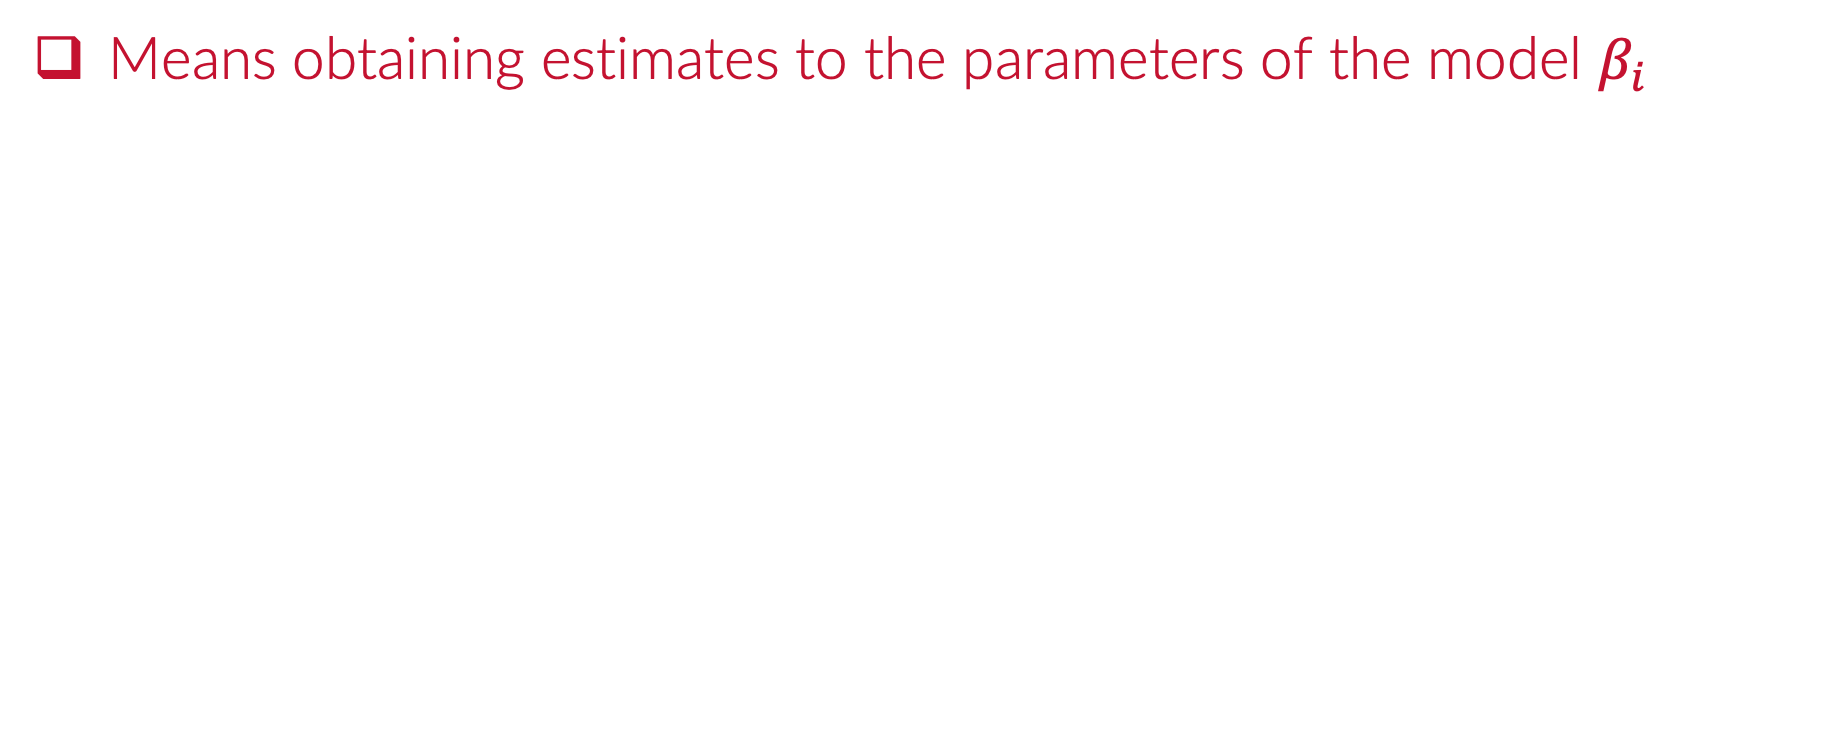 ❑ Means obtaining estimates to the parameters of the model βᵢ